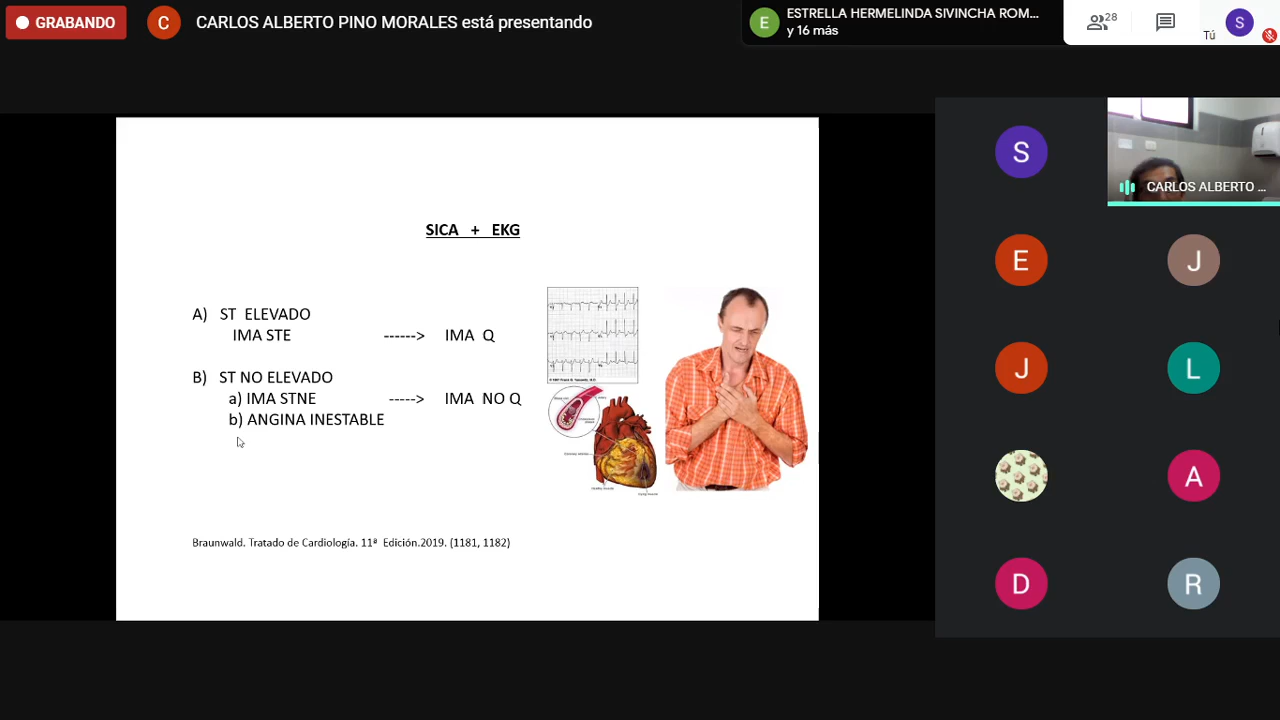 GRABANDO
C
CARLOS ALBERTO PINO MORALES está presentando
E
ESTRELLA HERMELINDA SIVINCHA ROM...
y 16 más
28
Tú
S
SICA + EKG
A) ST ELEVADO
IMA STE ------> IMA Q
B) ST NO ELEVADO
a) IMA STNE -----> IMA NO Q
b) ANGINA INESTABLE
Braunwald. Tratado de Cardiología. 11ª Edición.2019. (1181, 1182)
S
CARLOS ALBERTO ...
E
J
J
L
A
D
R